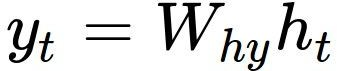 y_t = W_{hy} h_t